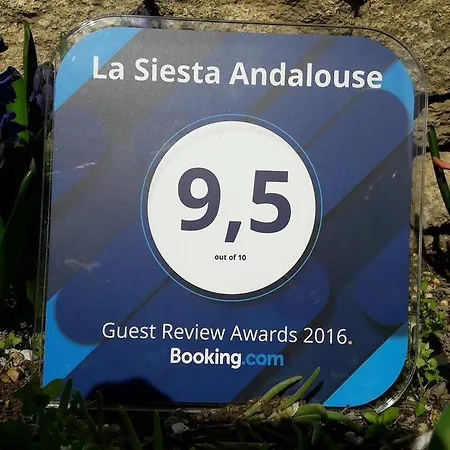 La Siesta Andalouse
9,5
out of 10
Guest Review Awards 2016.
Booking.com